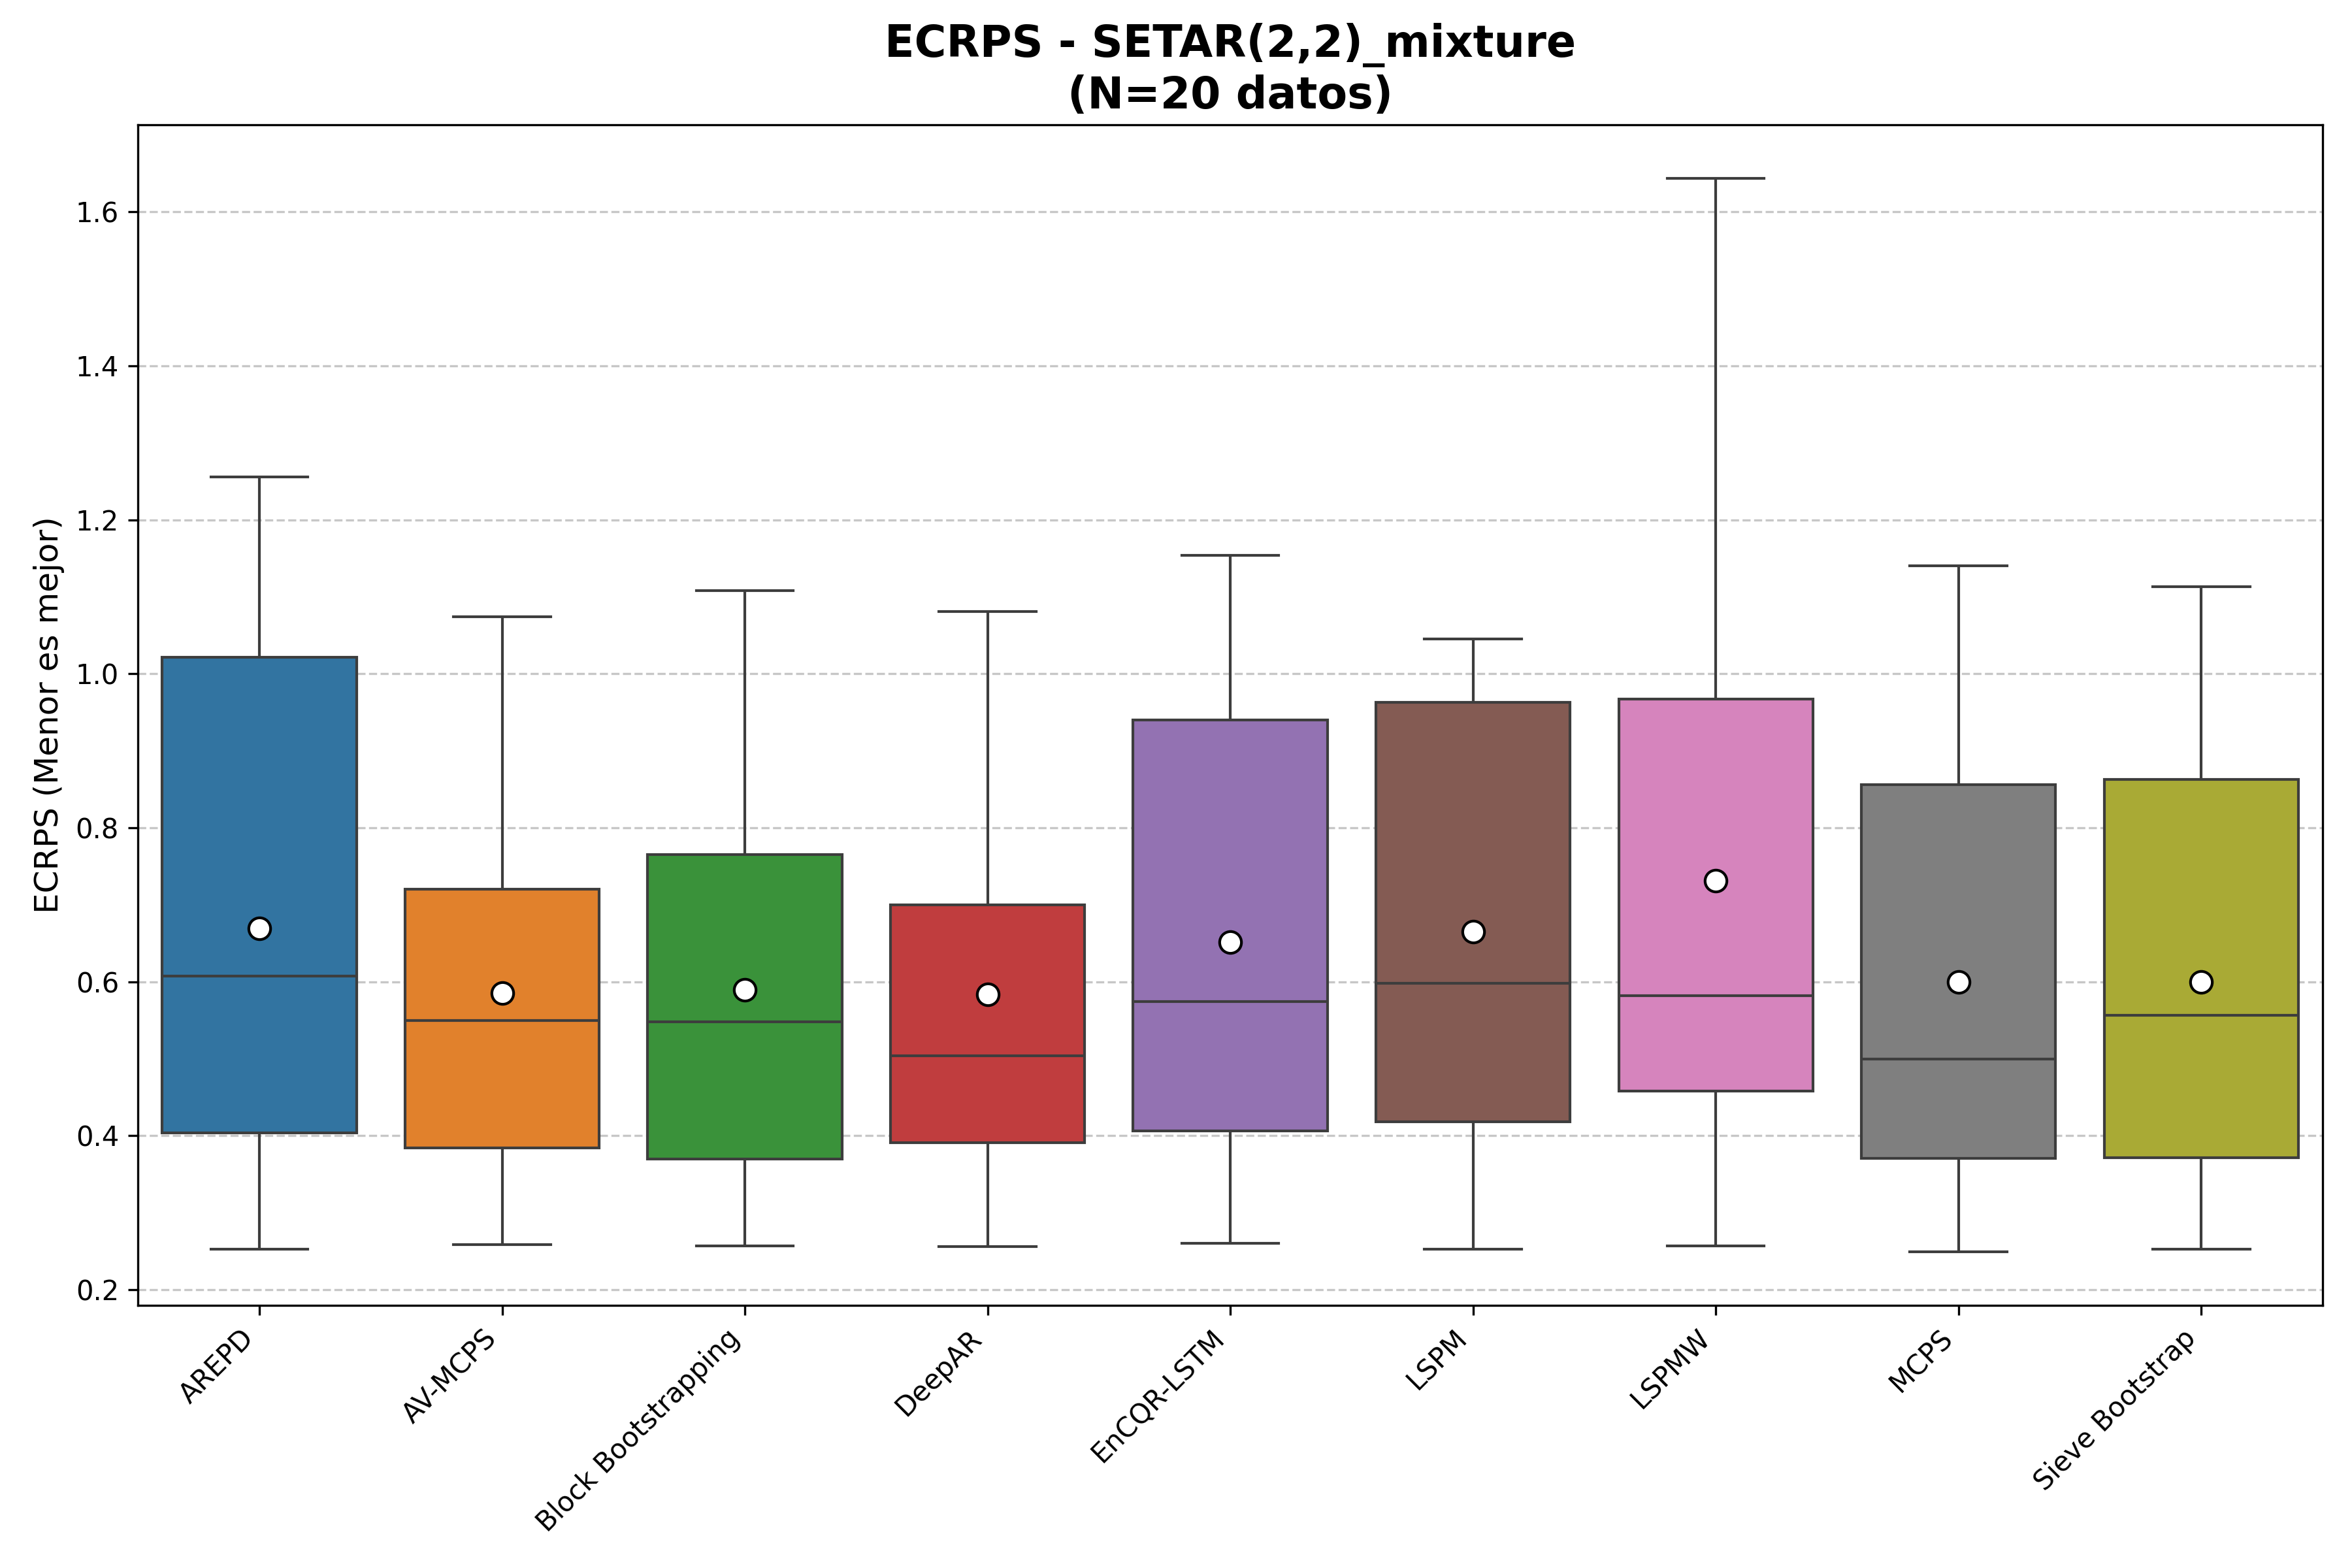 ECRPS - SETAR(2,2)_mixture
(N=20 datos)
ECRPS (Menor es mejor)
1.6
1.4
1.2
1.0
0.8
0.6
0.4
0.2
AREPD
AV-MCPS
Block Bootstrapping
DeepAR
EnCQR-LSTM
LSPM
LSPMW
MCPS
Sieve Bootstrap